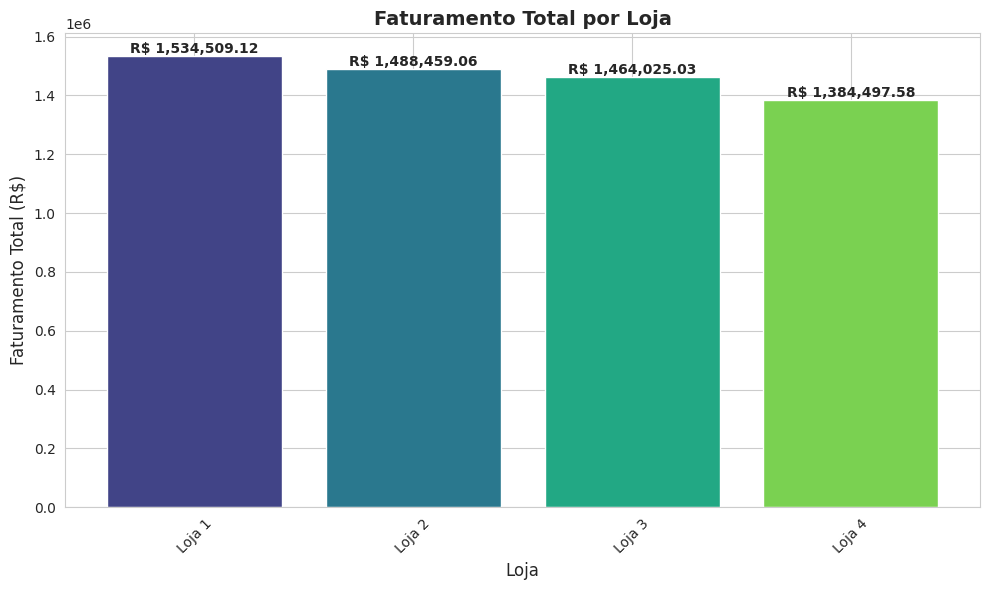 Faturamento Total por Loja
1e6
1.6
1.4
1.2
1.0
0.8
0.6
0.4
0.2
0.0
Faturamento Total (R$)
R$ 1,534,509.12
R$ 1,488,459.06
R$ 1,464,025.03
R$ 1,384,497.58
Loja 1
Loja 2
Loja 3
Loja 4
Loja